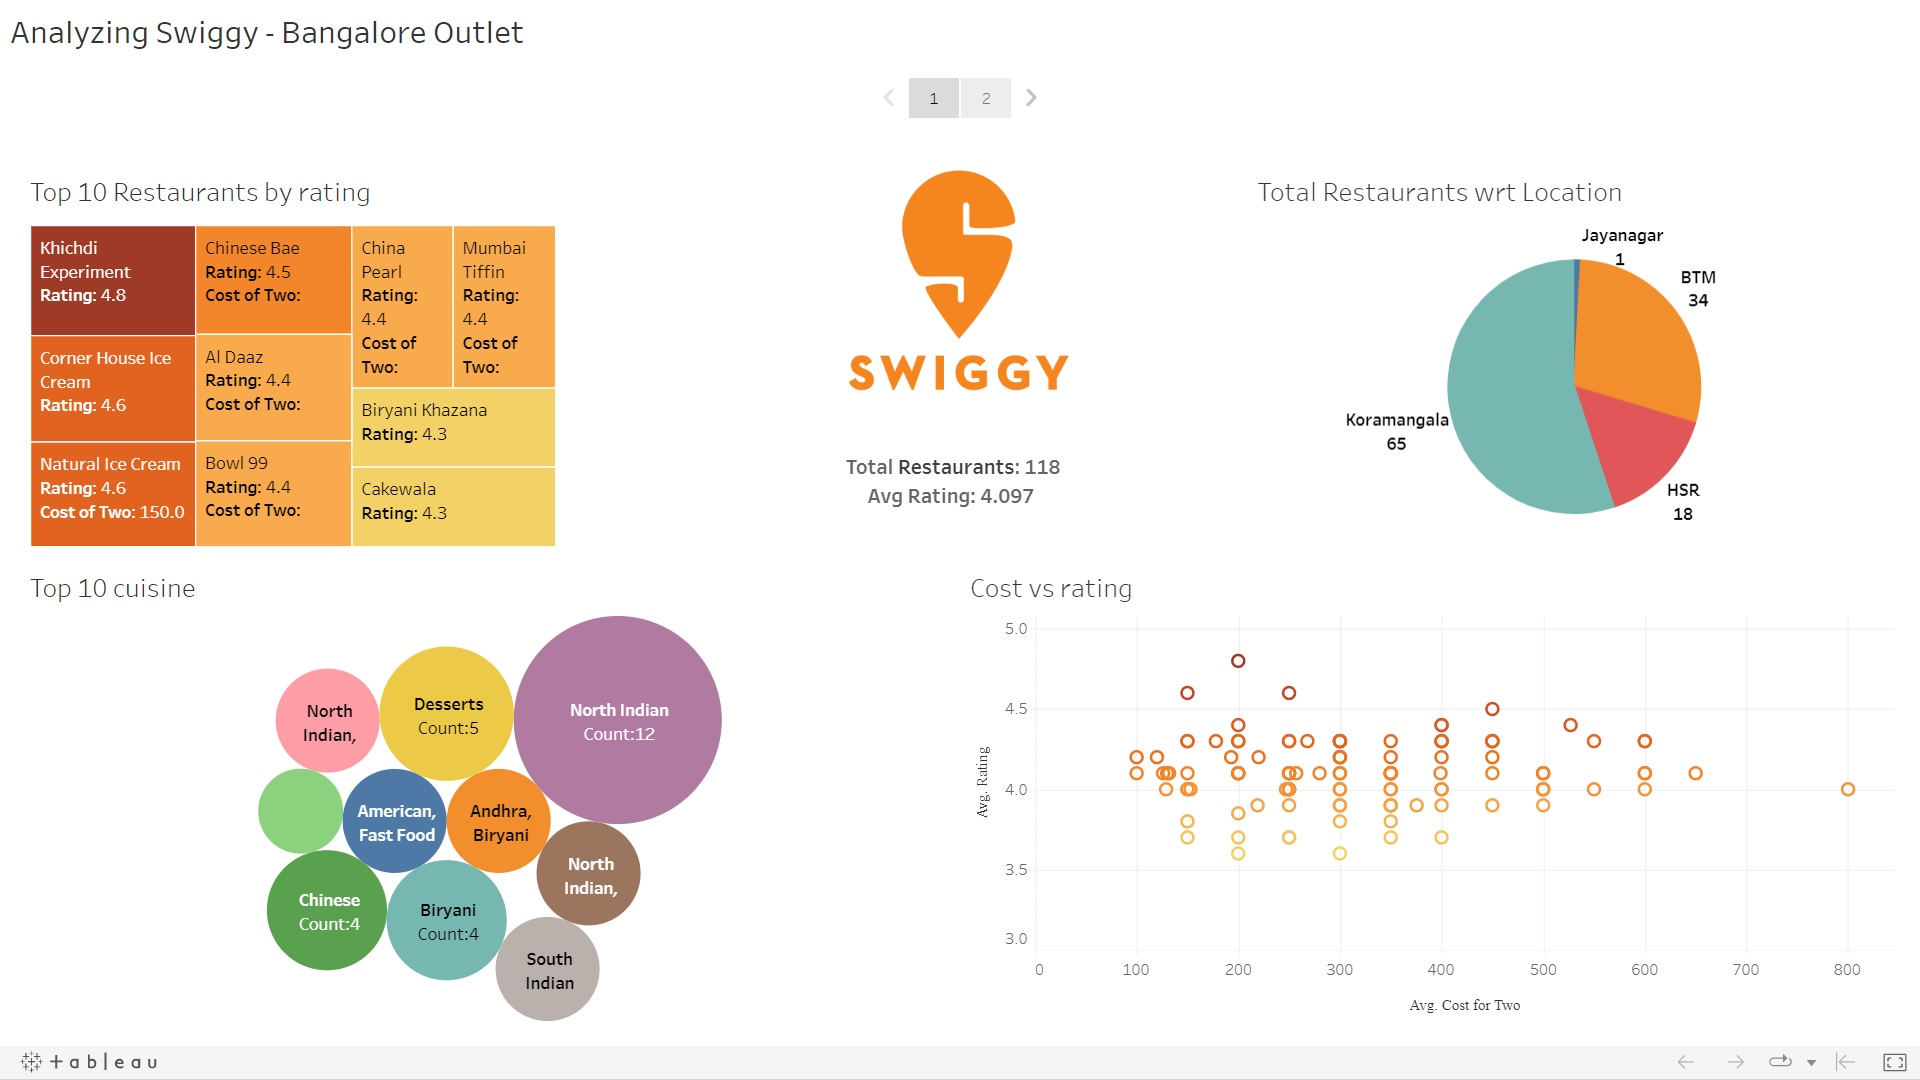 Analyzing Swiggy - Bangalore Outlet
1
2
Top 10 Restaurants by rating
Khichdi
Experiment
Rating: 4.8
Corner House Ice
Cream
Rating: 4.6
Natural Ice Cream
Rating: 4.6
Cost of Two: 150.0
Chinese Bae
Rating: 4.5
Cost of Two:
Al Daaz
Rating: 4.4
Cost of Two:
Bowl 99
Rating: 4.4
Cost of Two:
China
Pearl
Rating:
4.4
Cost of
Two:
Mumbai
Tiffin
Rating:
4.4
Cost of
Two:
Biryani Khazana
Rating: 4.3
Cakewala
Rating: 4.3
SWIGGY
Total Restaurants: 118
Avg Rating: 4.097
Total Restaurants wrt Location
Jayanagar
1
BTM
34
Koramangala
65
HSR
18
Top 10 cuisine
North
Indian,
Desserts
Count:5
North Indian
Count:12
American,
Fast Food
Andhra,
Biryani
North
Indian,
Chinese
Count:4
Biryani
Count:4
South
Indian
Cost vs rating
5.0
4.5
4.0
3.5
3.0
Avg. Rating
0
100
200
300
400
500
600
700
800
Avg. Cost for Two
+ableau